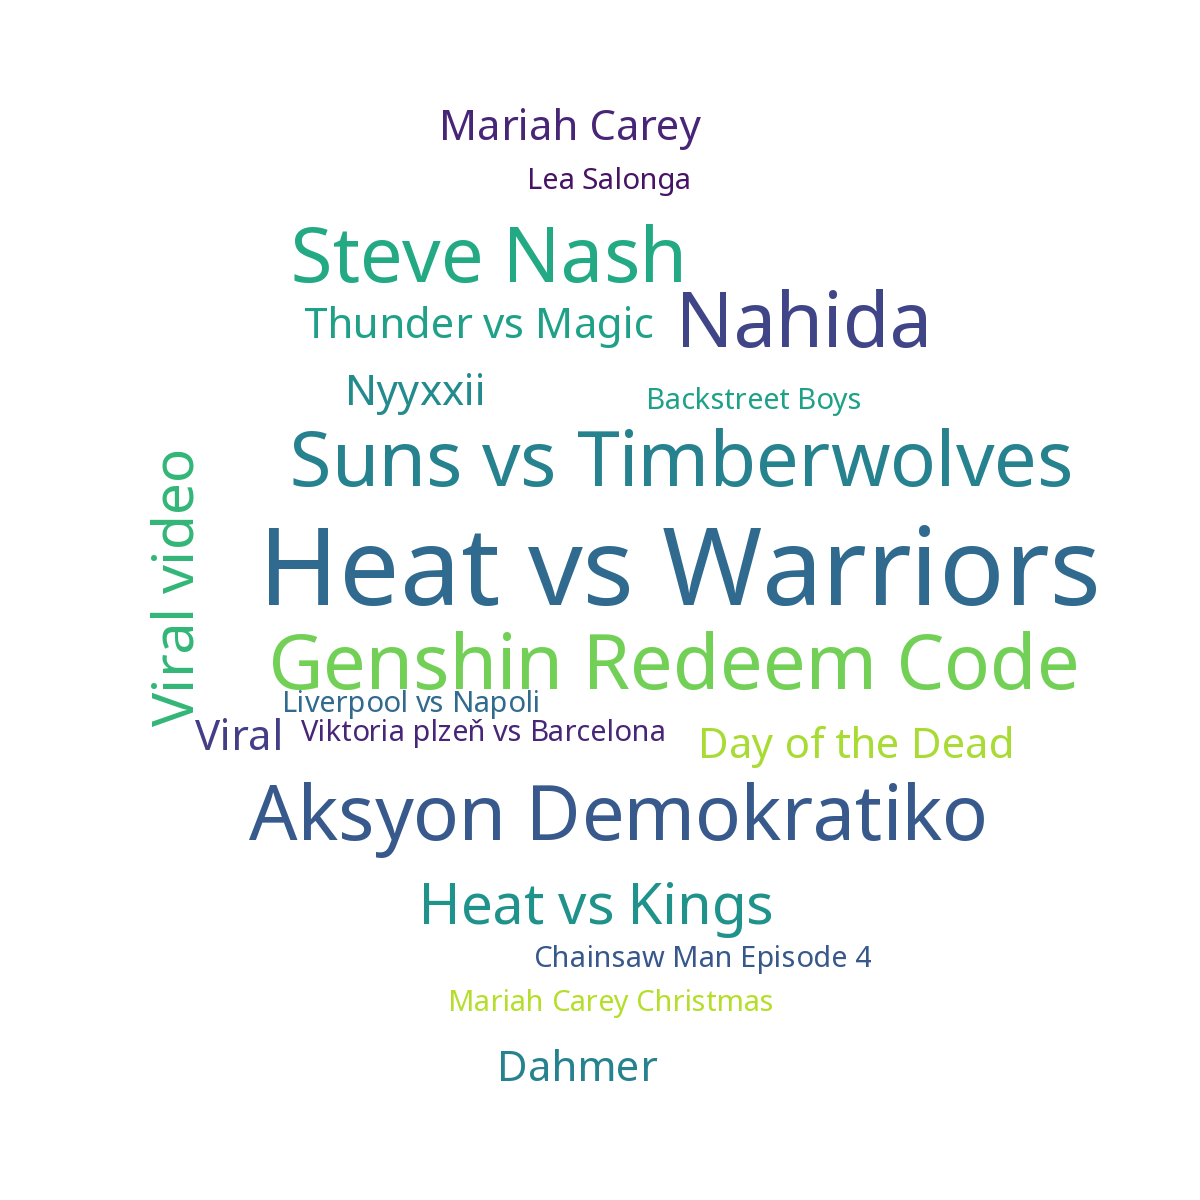 Mariah Carey
Lea Salonga
Steve Nash
Nahida
Thunder vs Magic
Nyyxxii
Backstreet Boys
Suns vs Timberwolves
Viral video
Heat vs Warriors
Genshin Redeem Code
Liverpool vs Napoli
Viral
Viktoria plzeň vs Barcelona
Day of the Dead
Aksyon Demokratiko
Heat vs Kings
Chainsaw Man Episode 4
Mariah Carey Christmas
Dahmer